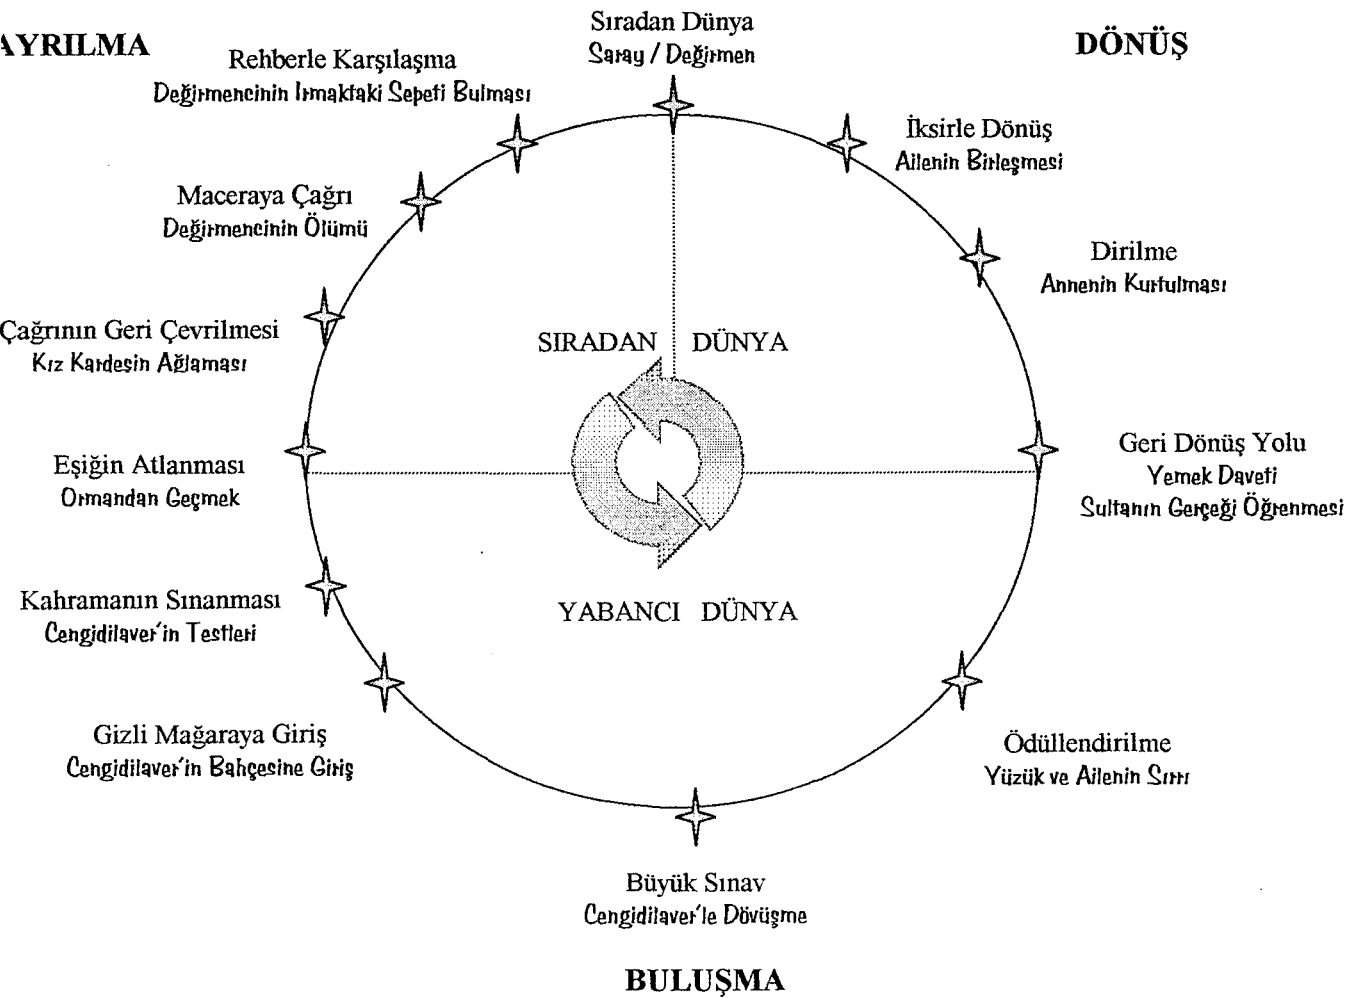 AYRILMA
Sıradan Dünya
Saray / Değirmen
DÖNÜŞ
Rehberle Karşılaşma
Değirmencinin Irmaktaki Sepeti Bulması
İksirle Dönüş
Ailenin Birleşmesi
Maceraya Çağrı
Değirmencinin Ölümü
Dirilme
Annenin Kurtulması
Çağrının Geri Çevrilmesi
Kız Kardeşin Ağlaması
SIRADAN DÜNYA
Eşiğin Atlanması
Ormandan Geçmek
Geri Dönüş Yolu
Yemek Daveti
Sultanın Gerçeği Öğrenmesi
Kahramanın Sınanması
Cengidilaver'in Testleri
YABANCI DÜNYA
Gizli Mağaraya Giriş
Cengidilaver'in Bahçesine Giriş
Ödüllendirilme
Yüzük ve Ailenin Sırrı
Büyük Sınav
Cengidilaver'le Dövüşme
BULUŞMA